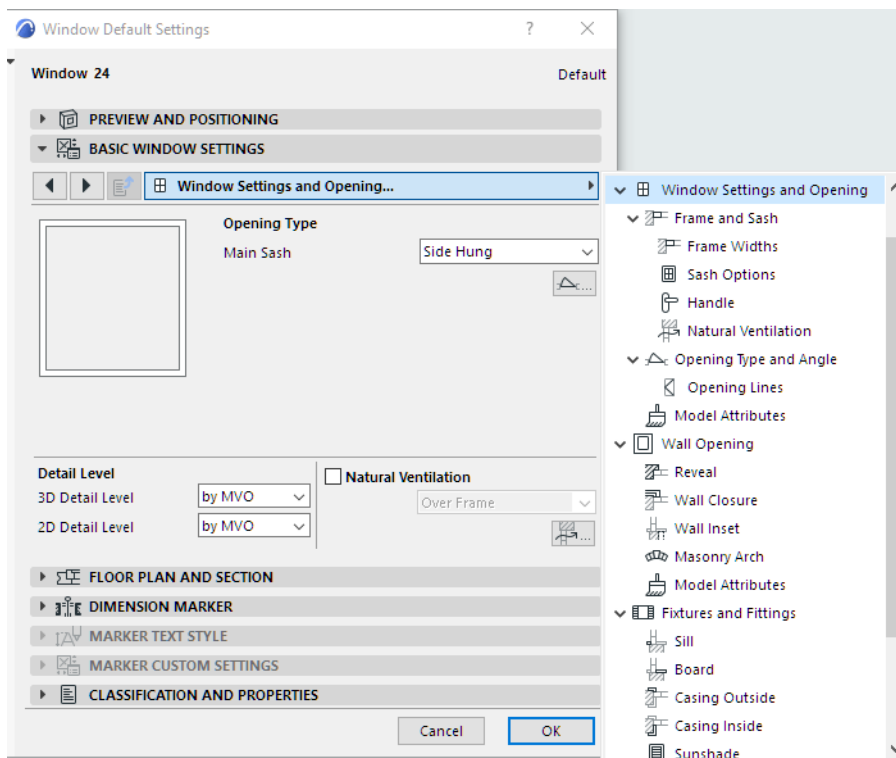 Window Default Settings
?
Window 24
Default
PREVIEW AND POSITIONING
BASIC WINDOW SETTINGS
Window Settings and Opening...
Opening Type
Main Sash
Side Hung
...
Detail Level
3D Detail Level
by MVO
2D Detail Level
by MVO
Natural Ventilation
Over Frame
...
FLOOR PLAN AND SECTION
DIMENSION MARKER
MARKER TEXT STYLE
MARKER CUSTOM SETTINGS
CLASSIFICATION AND PROPERTIES
Cancel
OK
Window Settings and Opening
Frame and Sash
Frame Widths
Sash Options
Handle
Natural Ventilation
Opening Type and Angle
Opening Lines
Model Attributes
Wall Opening
Reveal
Wall Closure
Wall Inset
Masonry Arch
Model Attributes
Fixtures and Fittings
Sill
Board
Casing Outside
Casing Inside
Sunshade